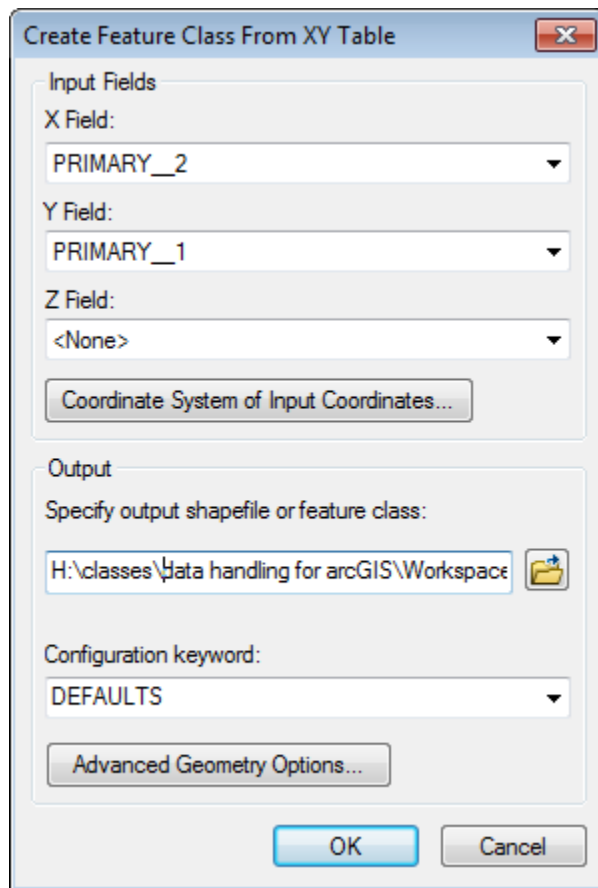 Create Feature Class From XY Table
Input Fields
X Field:
PRIMARY__2
Y Field:
PRIMARY__1
Z Field:
<None>
Coordinate System of Input Coordinates...
Output
Specify output shapefile or feature class:
H:\classes\data handling for arcGIS\Workspace
Configuration keyword:
DEFAULTS
Advanced Geometry Options...
OK Cancel